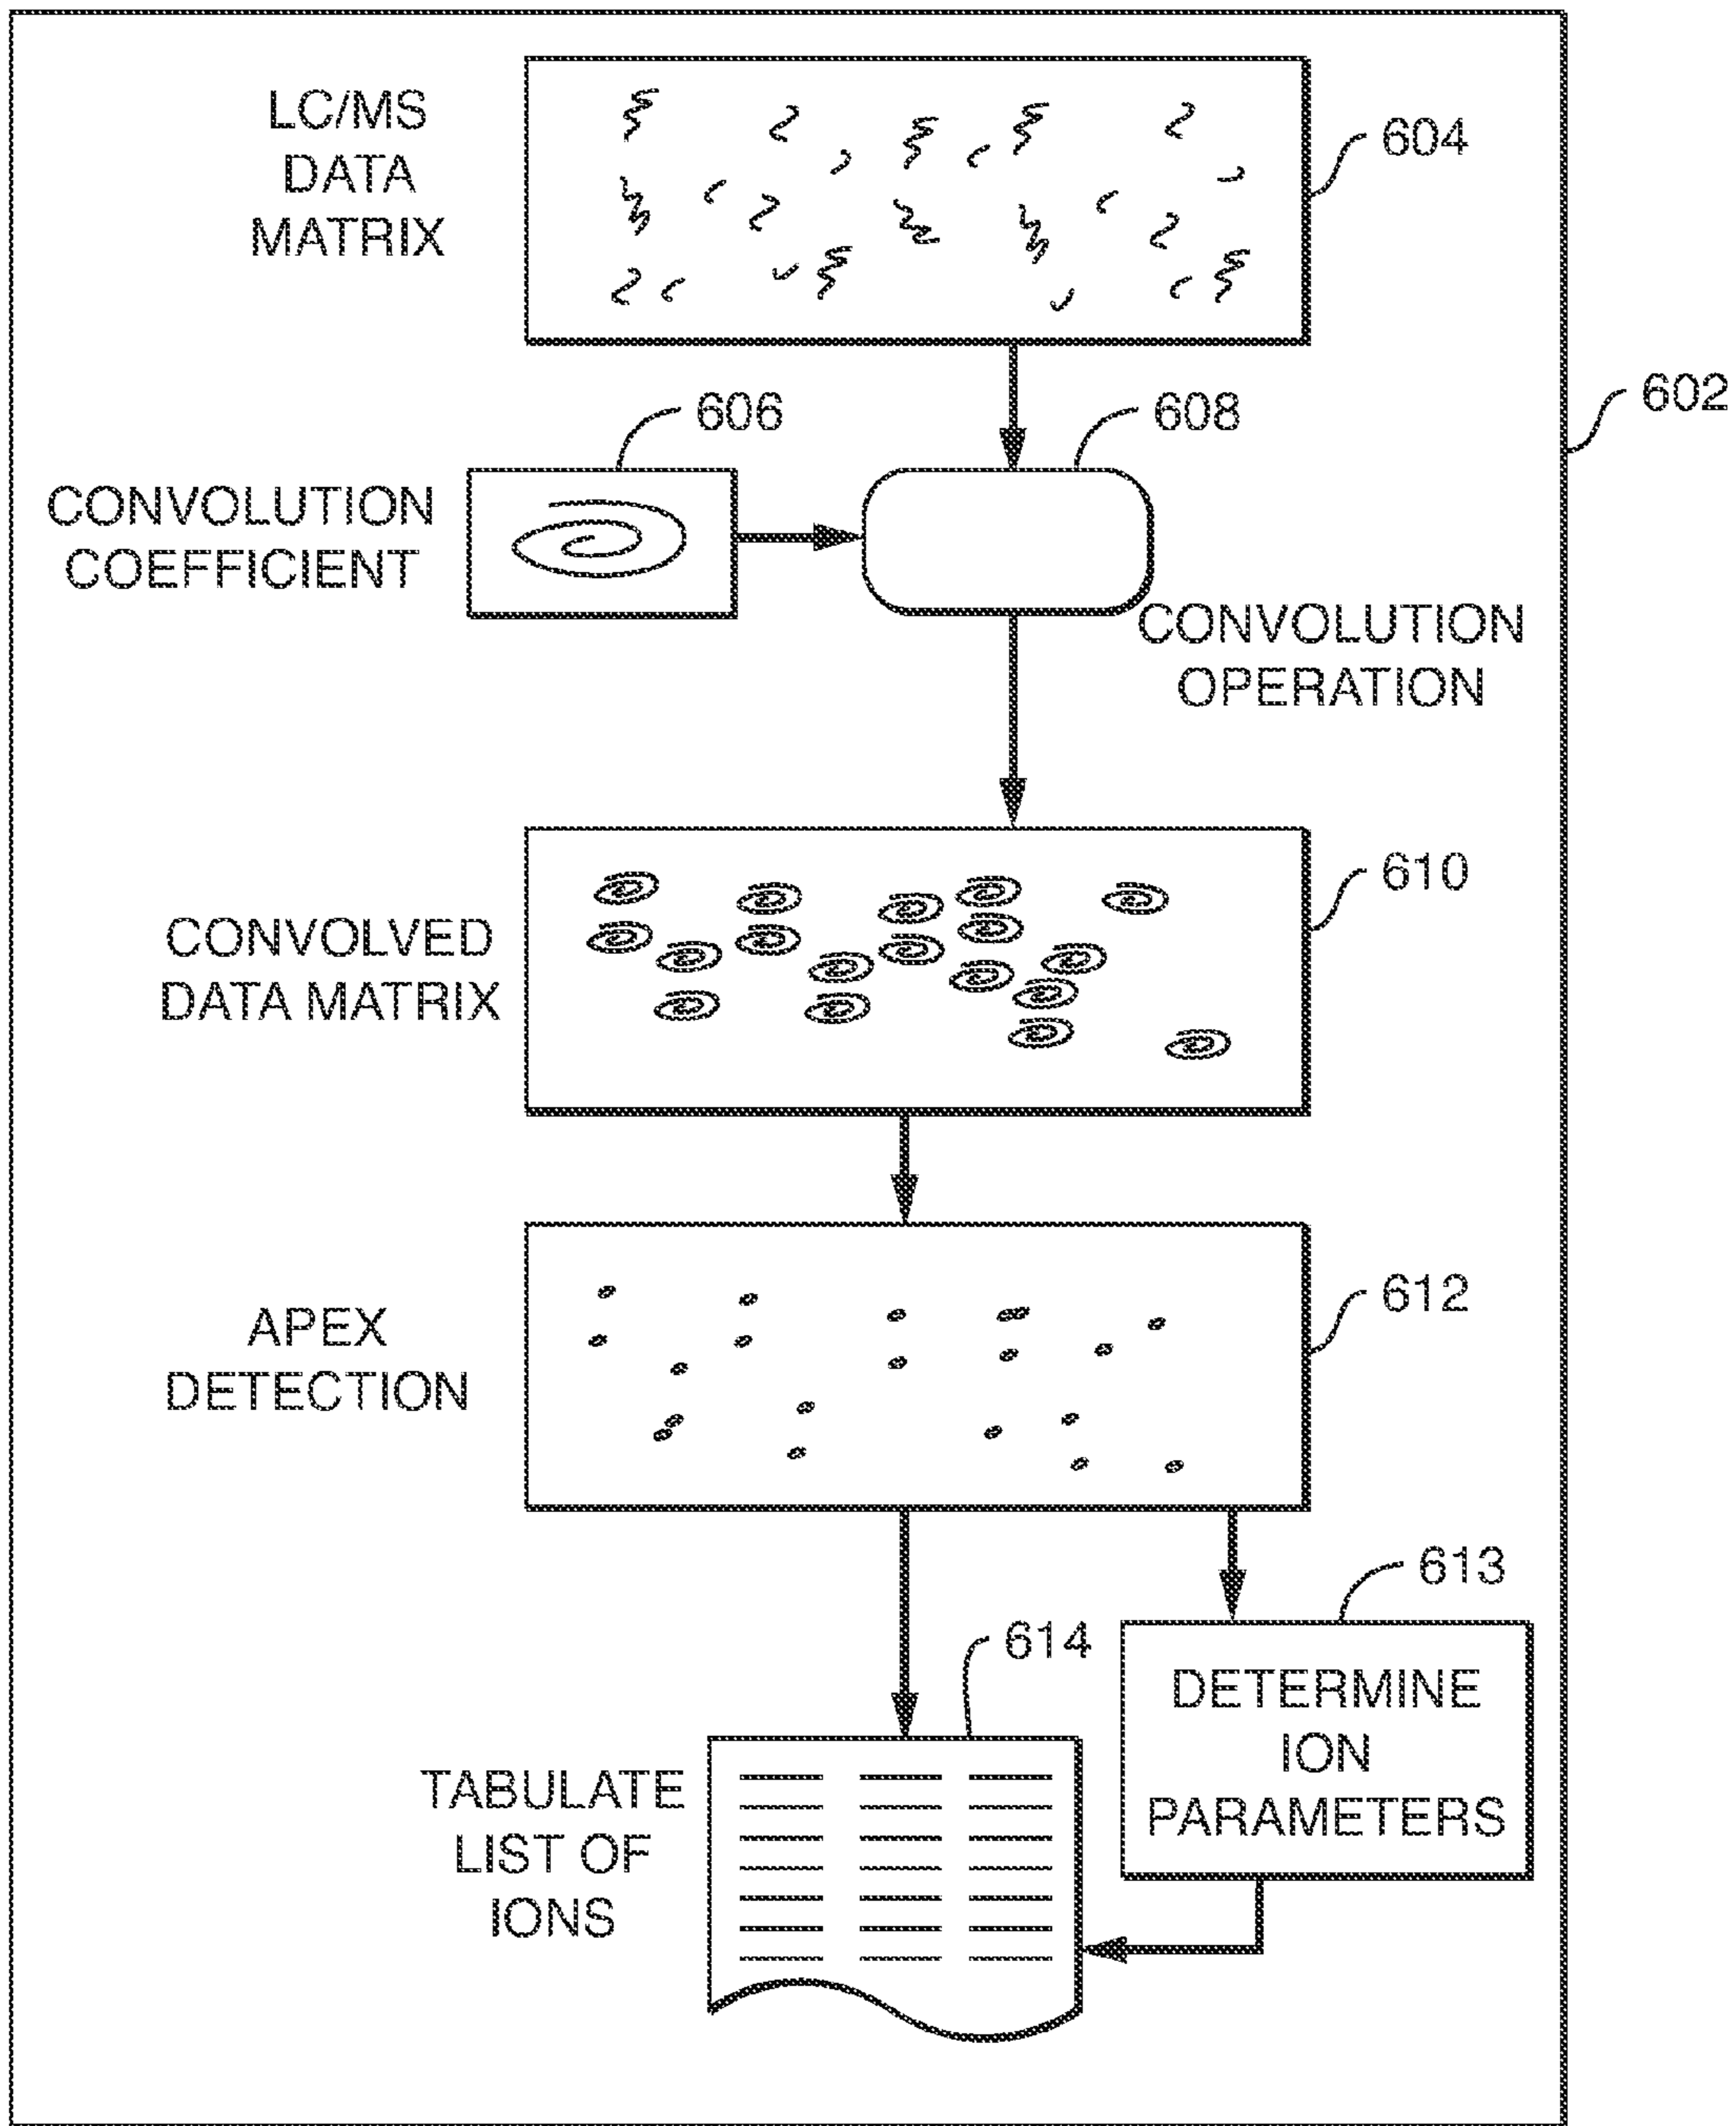 LC/MS
DATA
MATRIX
604
602
606
608
CONVOLUTION
COEFFICIENT
CONVOLUTION
OPERATION
610
CONVOLVED
DATA MATRIX
612
APEX
DETECTION
613
614
DETERMINE
ION
PARAMETERS
TABULATE
LIST OF
IONS